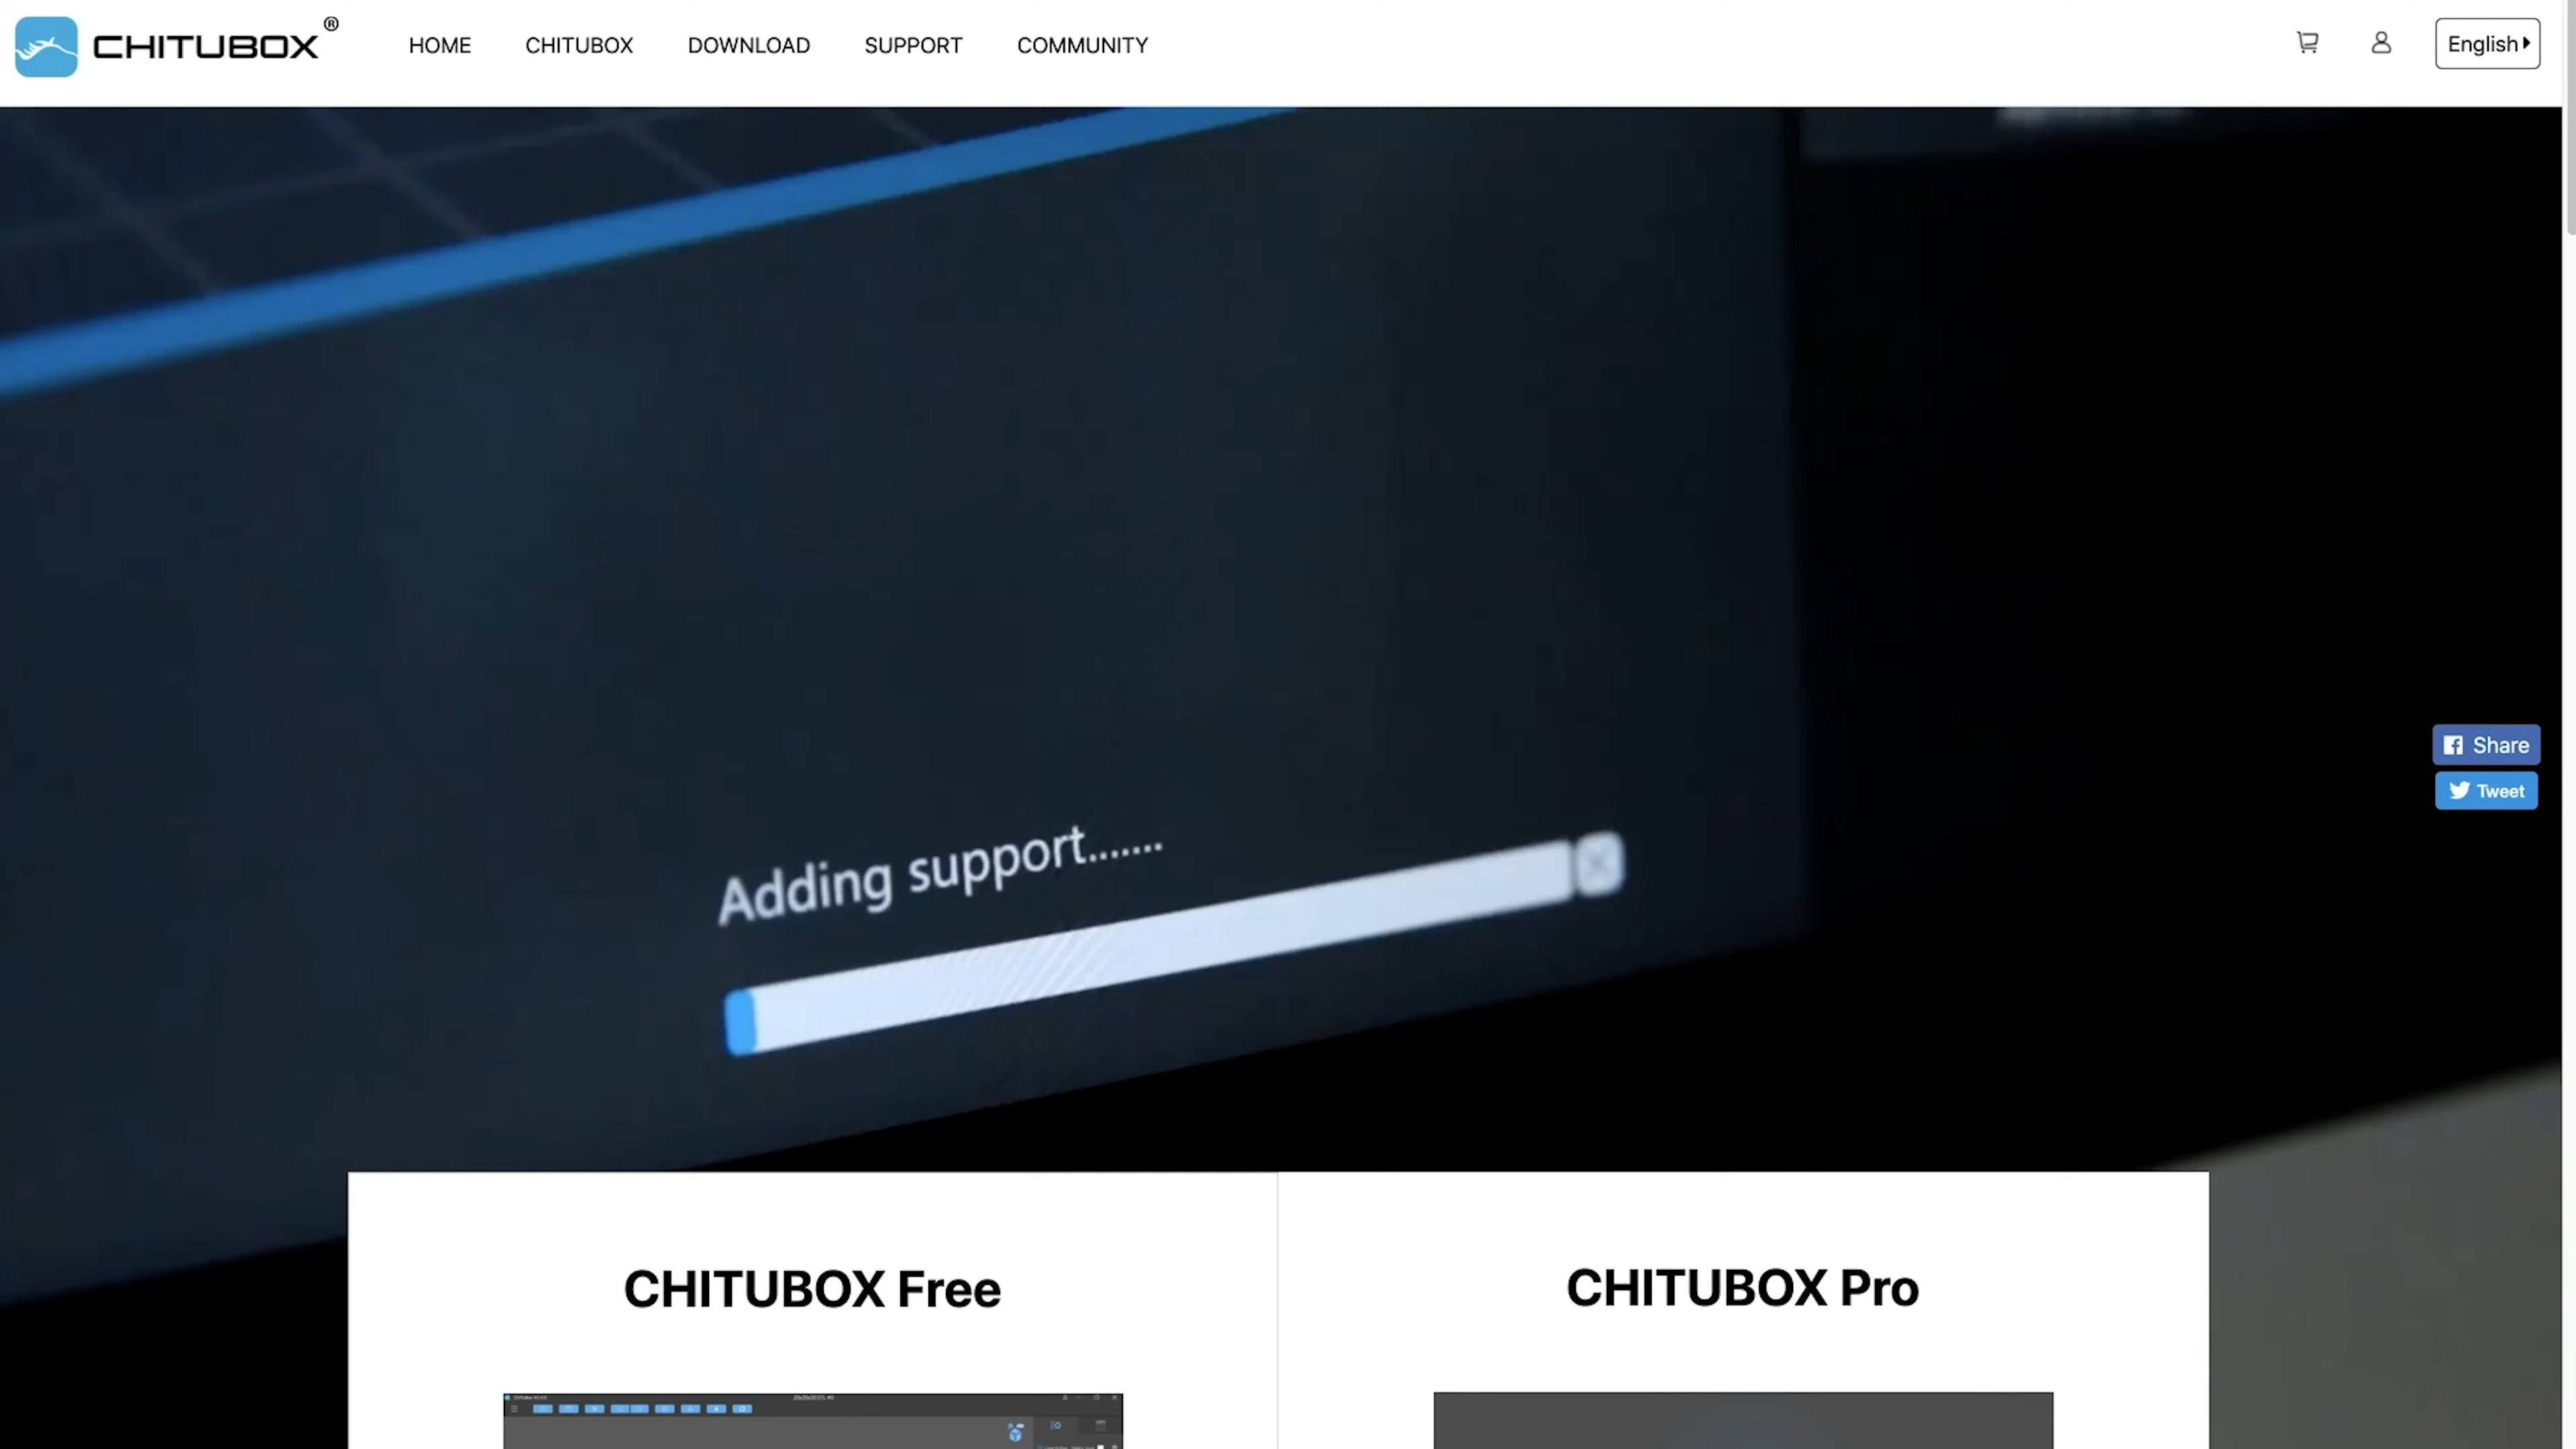 CHITUBOX®
HOME
CHITUBOX
DOWNLOAD
SUPPORT
COMMUNITY
English
Share
Tweet
Adding support.......
CHITUBOX Free
CHITUBOX Pro